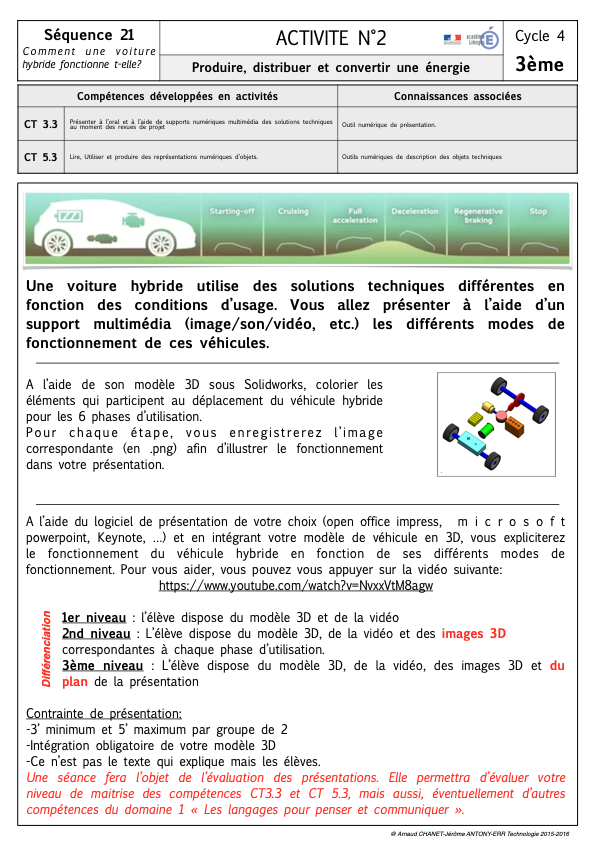 Séquence 21
Comment une voiture
hybride fonctionne t-elle?
ACTIVITE N°2
académie
Limoges
Produire, distribuer et convertir une énergie
Cycle 4
3ème
Compétences développées en activités
Connaissances associées
CT 3.3
Présenter à l'oral et à l'aide de supports numériques multimédia des solutions techniques
au moment des revues de projet
Outil numérique de présentation.
CT 5.3
Lire, Utiliser et produire des représentations numériques d'objets.
Outils numériques de description des objets techniques
Starting-off
Cruising
Full
acceleration
Deceleration
Regenerative
braking
Stop
Une voiture hybride utilise des solutions techniques différentes en
fonction des conditions d'usage. Vous allez présenter à l'aide d'un
support multimédia (image/son/vidéo, etc.) les différents modes de
fonctionnement de ces véhicules.
A l'aide de son modèle 3D sous Solidworks, colorier les
éléments qui participent au déplacement du véhicule hybride
pour les 6 phases d'utilisation.
Pour chaque étape, vous enregistrerez l'image
correspondante (en .png) afin d'illustrer le fonctionnement
dans votre présentation.
A l'aide du logiciel de présentation de votre choix (open office impress, microsoft
powerpoint, Keynote, ...) et en intégrant votre modèle de véhicule en 3D, vous expliciterez
le fonctionnement du véhicule hybride en fonction de ses différents modes de
fonctionnement. Pour vous aider, vous pouvez vous appuyer sur la vidéo suivante:
https://www.youtube.com/watch?v=NvxxVtM8agw
Différenciation
1er niveau : l'élève dispose du modèle 3D et de la vidéo
2nd niveau : L'élève dispose du modèle 3D, de la vidéo et des images 3D
correspondantes à chaque phase d'utilisation.
3ème niveau : L'élève dispose du modèle 3D, de la vidéo, des images 3D et du
plan de la présentation
Contrainte de présentation:
-3' minimum et 5' maximum par groupe de 2
-Intégration obligatoire de votre modèle 3D
-Ce n'est pas le texte qui explique mais les élèves.
Une séance fera l'objet de l'évaluation des présentations. Elle permettra d'évaluer votre
niveau de maitrise des compétences CT3.3 et CT 5.3, mais aussi, éventuellement d'autres
compétences du domaine 1 « Les langages pour penser et communiquer ».
@ Arnaud CHANET-Jérôme ANTONY-ERR Technologie 2015-2016